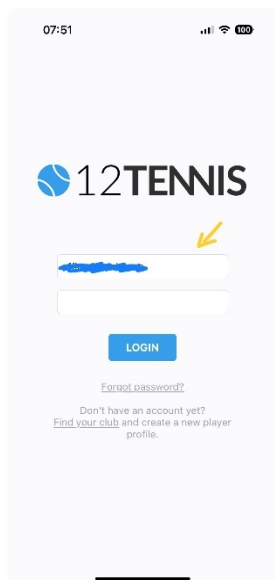 07:51
100
12TENNIS
LOGIN
Forgot password?
Don't have an account yet?
Find your club and create a new player
profile.